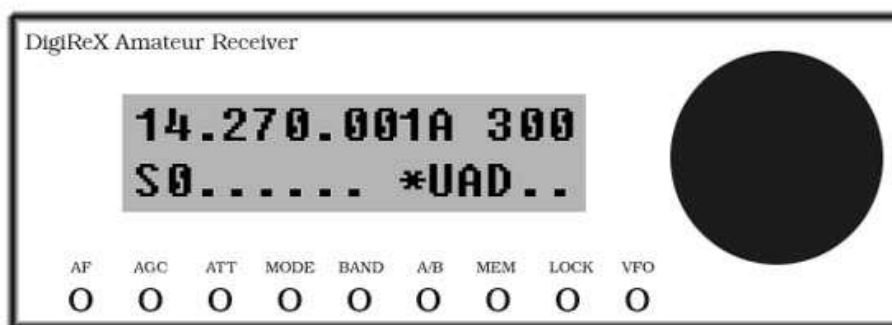 DigiReX Amateur Receiver
14.270.001A 300
S0...... *UAD..
AF AGC ATT MODE BAND A/B MEM LOCK VFO